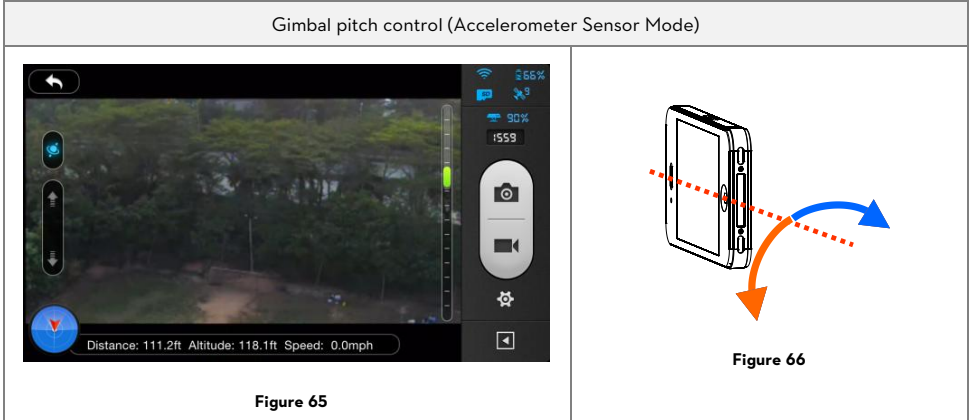 Gimbal pitch control (Accelerometer Sensor Mode)
66%
SD
9
90%
1559
Distance: 111.2ft Altitude: 118.1ft Speed: 0.0mph
Figure 65
Figure 66